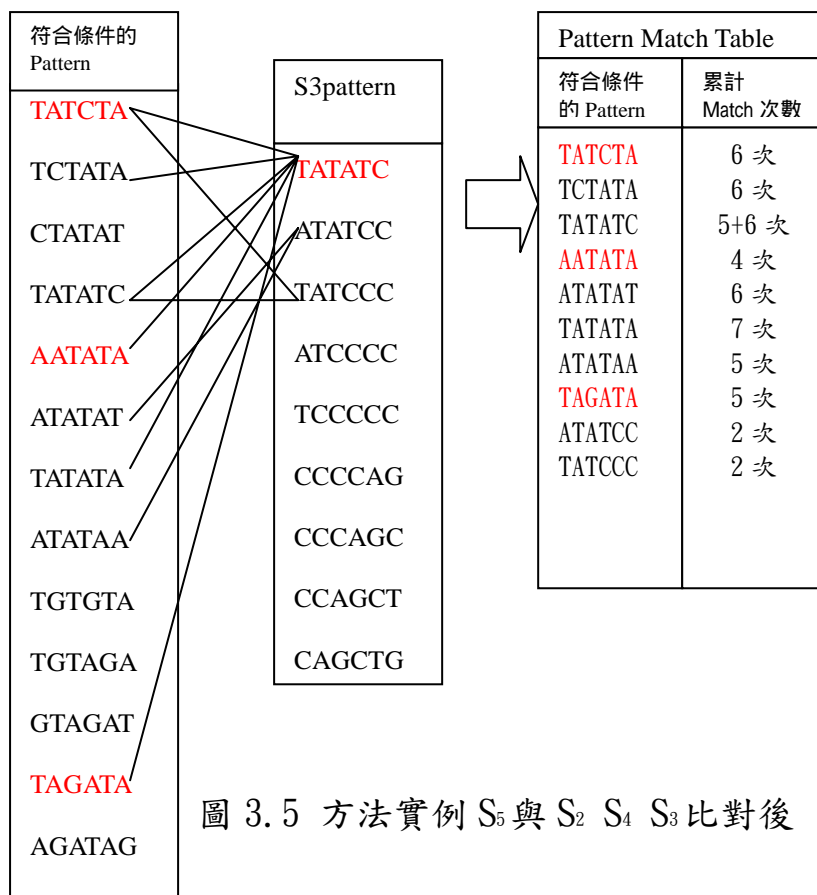 符合條件的
Pattern
TATCTA
TCTATA
CTATAT
TATATC
AATATA
ATATAT
TATATA
ATATAA
TGTGTA
TGTAGA
GTAGAT
TAGATA
AGATAG
S3pattern
TATATC
ATATCC
TATCCC
ATCCCC
TCCCCC
CCCCAG
CCCAGC
CCAGCT
CAGCTG
Pattern Match Table
符合條件
的 Pattern
累計
Match 次數
TATCTA 6 次
TCTATA 6 次
TATATC 5+6 次
AATATA 4 次
ATATAT 6 次
TATATA 7 次
ATATAA 5 次
TAGATA 5 次
ATATCC 2 次
TATCCC 2 次
圖 3.5 方法實例 S₅與 S₂ S₄ S₃比對後